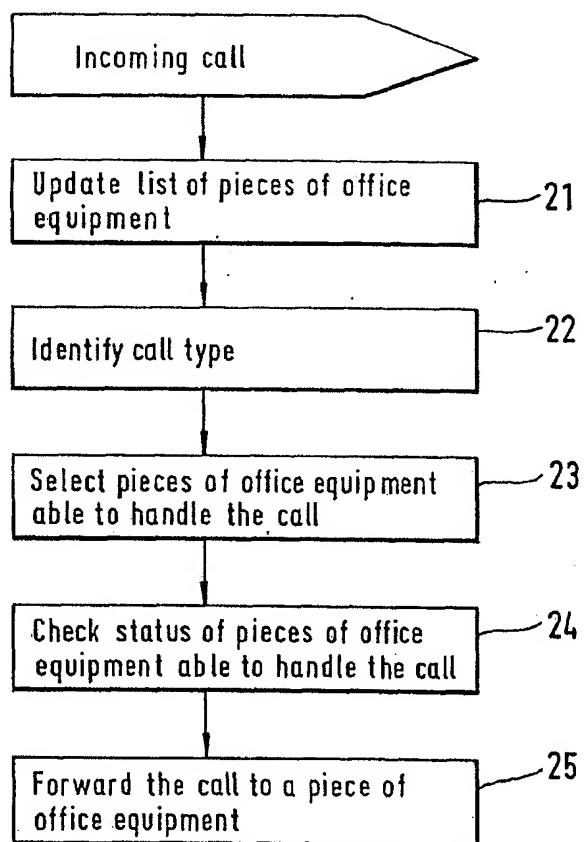 Incoming call
Update list of pieces of office
equipment
21
Identify call type
22
Select pieces of office equipment
able to handle the call
23
Check status of pieces of office
equipment able to handle the call
24
Forward the call to a piece of
office equipment
25